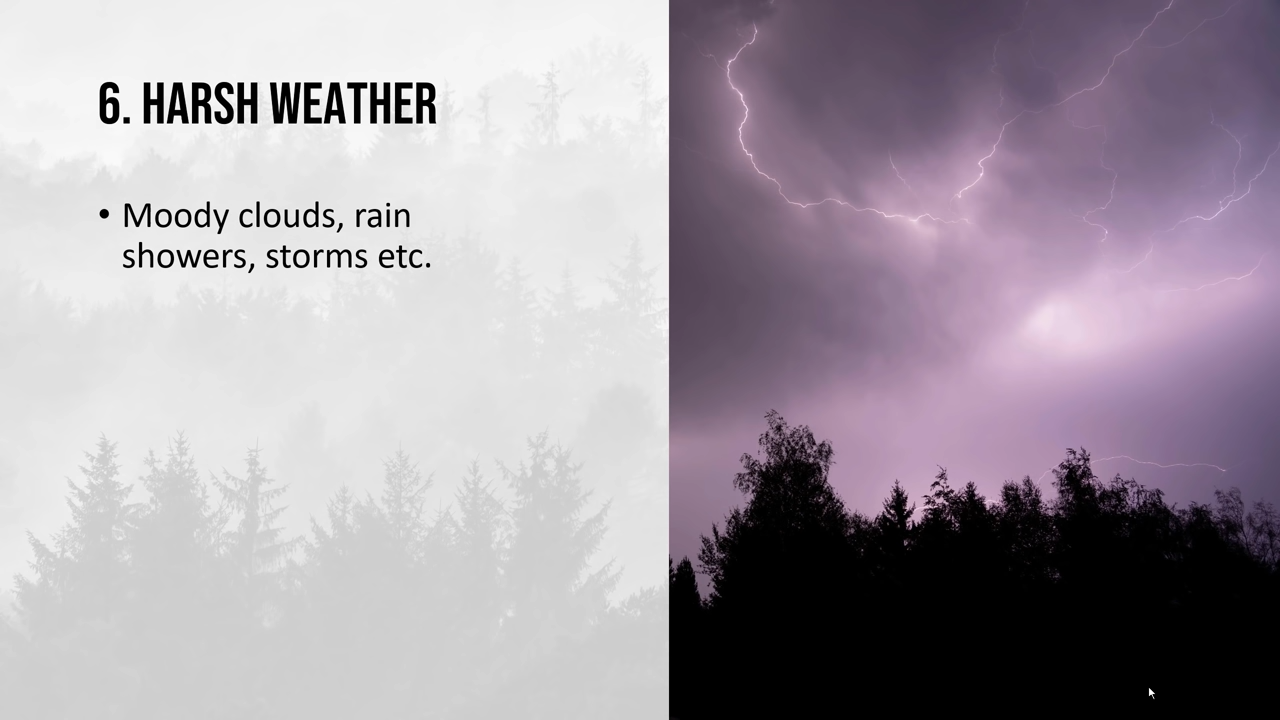 6. HARSH WEATHER
• Moody clouds, rain
showers, storms etc.